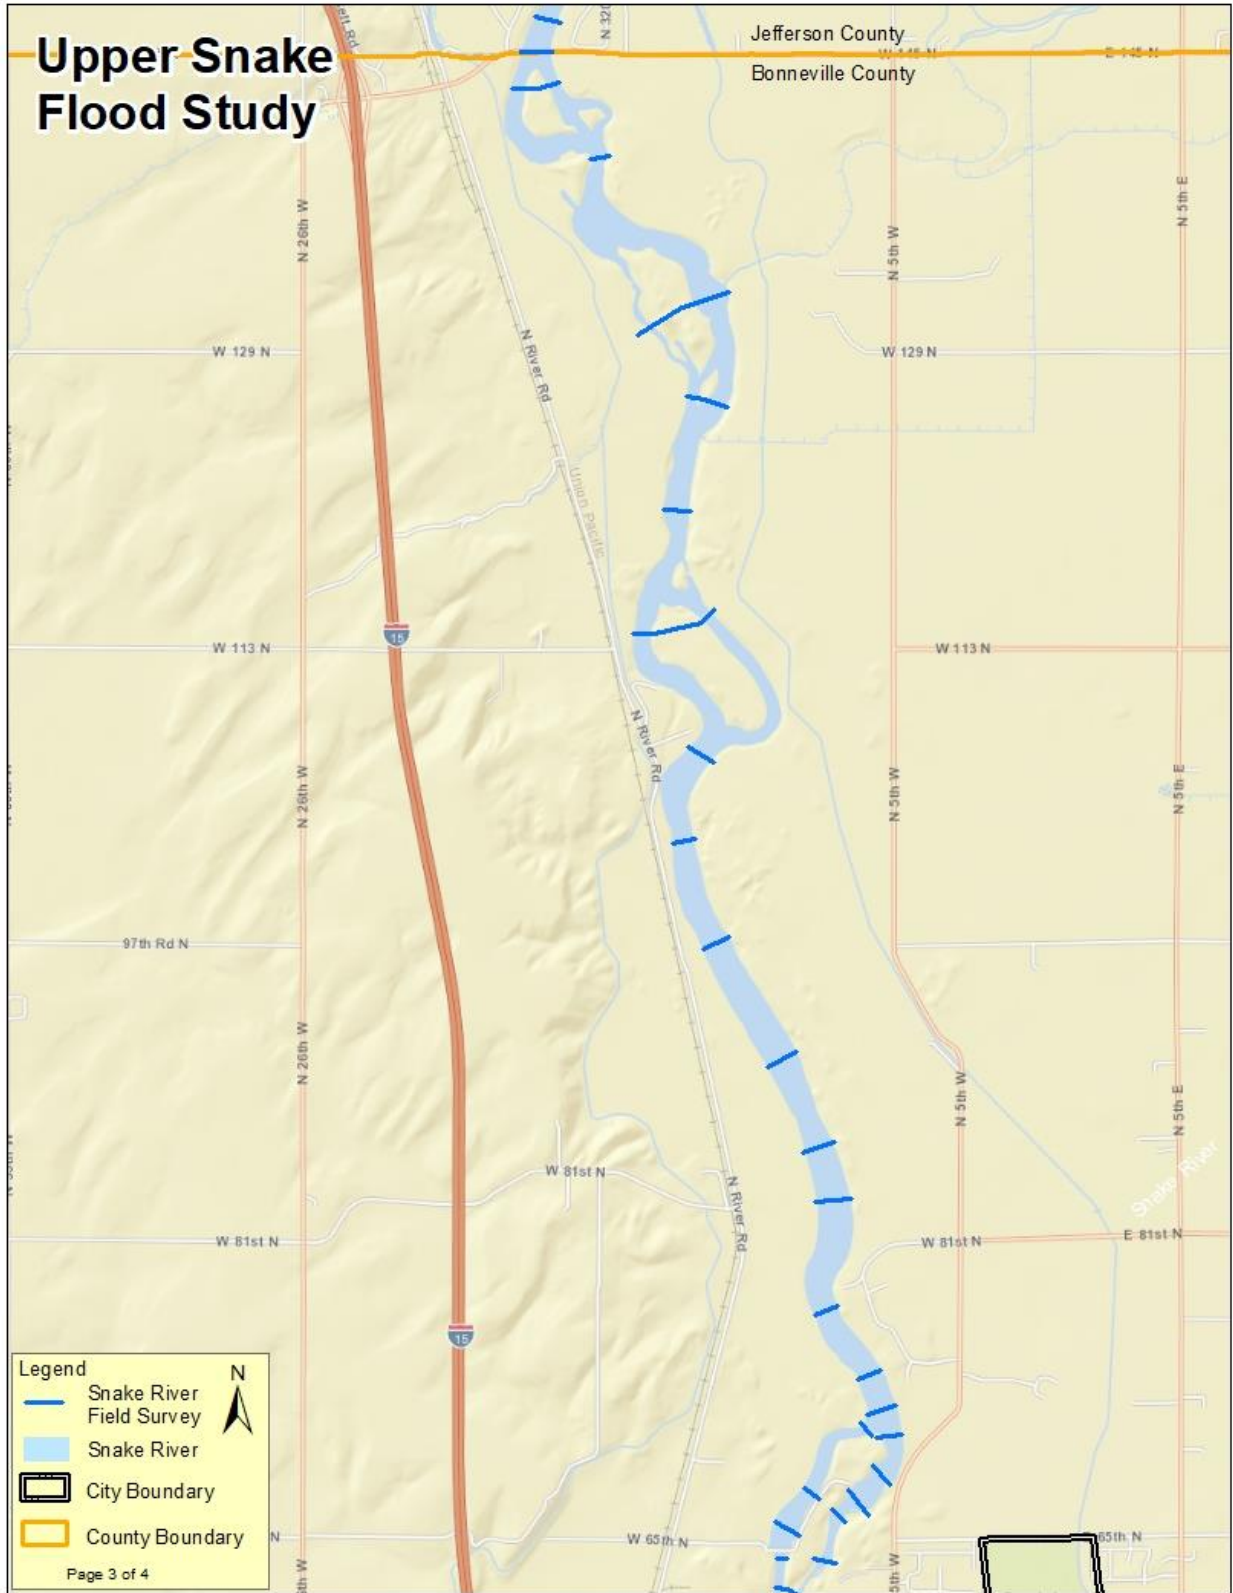 Upper Snake
Flood Study
Jefferson County
Bonneville County
N 26th W
N 5th W
N 5th E
W 129 N
W 129 N
N River Rd
Union Pacific
15
W 113 N
W 113 N
N River Rd
N 26th W
N 5th W
N 5th E
97th Rd N
N 26th W
N 5th W
N 5th E
Snake River
W 81st N
N River Rd
W 81st N
W 81st N
E 81st N
15
W 65th N
65th N
Legend
N
Snake River
Field Survey
Snake River
City Boundary
County Boundary
Page 3 of 4